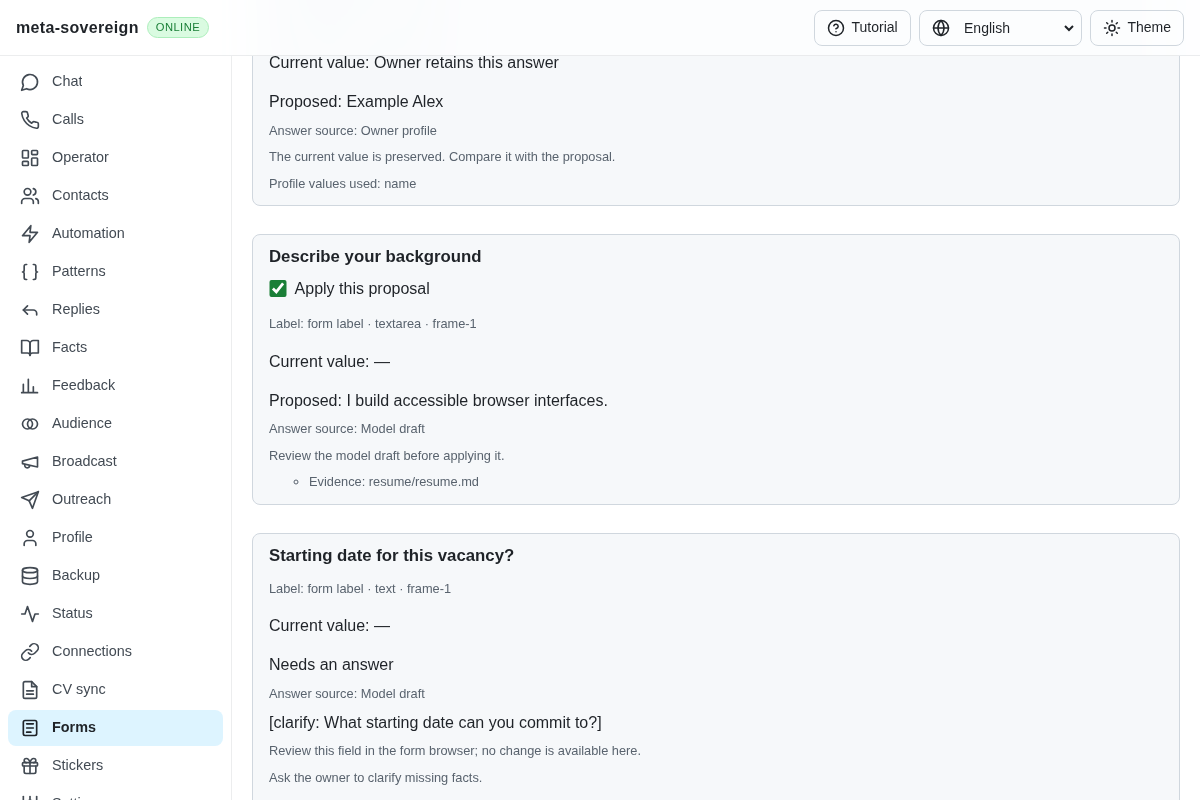 meta-sovereign
ONLINE
Tutorial
English
Theme
Chat
Calls
Operator
Contacts
Automation
Patterns
Replies
Facts
Feedback
Audience
Broadcast
Outreach
Profile
Backup
Status
Connections
CV sync
Forms
Stickers
Current value: Owner retains this answer
Proposed: Example Alex
Answer source: Owner profile
The current value is preserved. Compare it with the proposal.
Profile values used: name
Describe your background
Apply this proposal
Label: form label · textarea · frame-1
Current value: —
Proposed: I build accessible browser interfaces.
Answer source: Model draft
Review the model draft before applying it.
Evidence: resume/resume.md
Starting date for this vacancy?
Label: form label · text · frame-1
Current value: —
Needs an answer
Answer source: Model draft
[clarify: What starting date can you commit to?]
Review this field in the form browser; no change is available here.
Ask the owner to clarify missing facts.